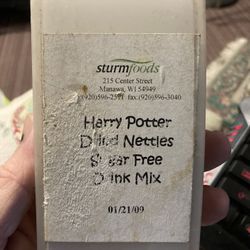 sturmfoods
215 Center Street
Manawa, WI 54949
(920)596-2511 fax (920)596-3040
Harry Potter
Dried Nettles
Sugar Free
Drink Mix
01/21/09